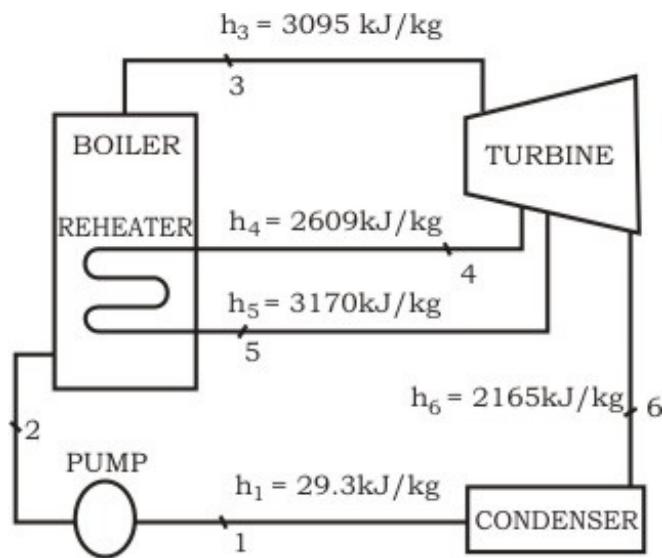 h₃ = 3095 kJ/kg
3
BOILER
TURBINE
REHEATER
h₄ = 2609kJ/kg
4
h₅ = 3170kJ/kg
5
h₆ = 2165kJ/kg
6
2
PUMP
h₁ = 29.3kJ/kg
1
CONDENSER